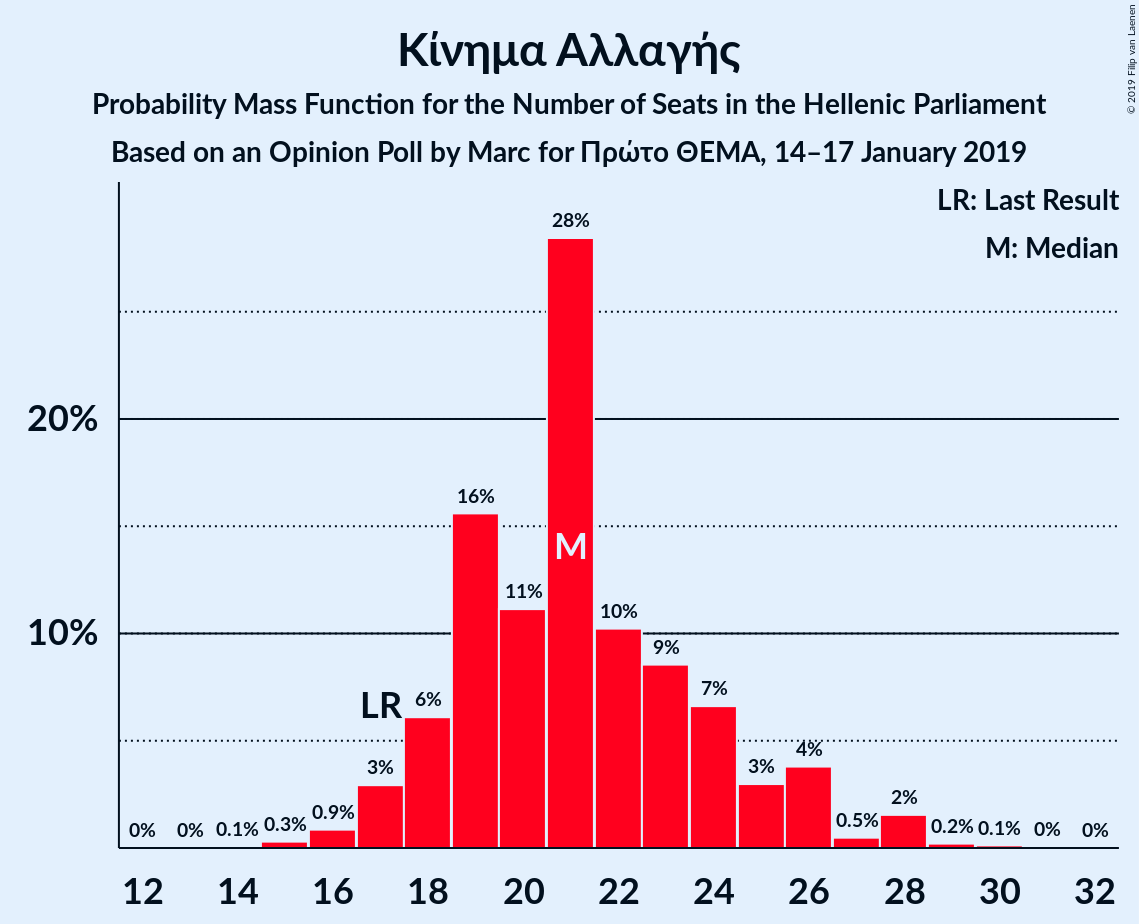 Κίνημα Αλλαγής
Probability Mass Function for the Number of Seats in the Hellenic Parliament
Based on an Opinion Poll by Marc for Πρώτο ΘΕΜΑ, 14–17 January 2019
© 2019 Filip van Laenen
LR: Last Result
M: Median
28%
20%
16%
M
11%
10%
10%
9%
LR
6%
7%
3%
3%
4%
0%
0%
0.1%
0.3%
0.9%
0.5%
2%
0.2%
0.1%
0%
0%
12 14 16 18 20 22 24 26 28 30 32